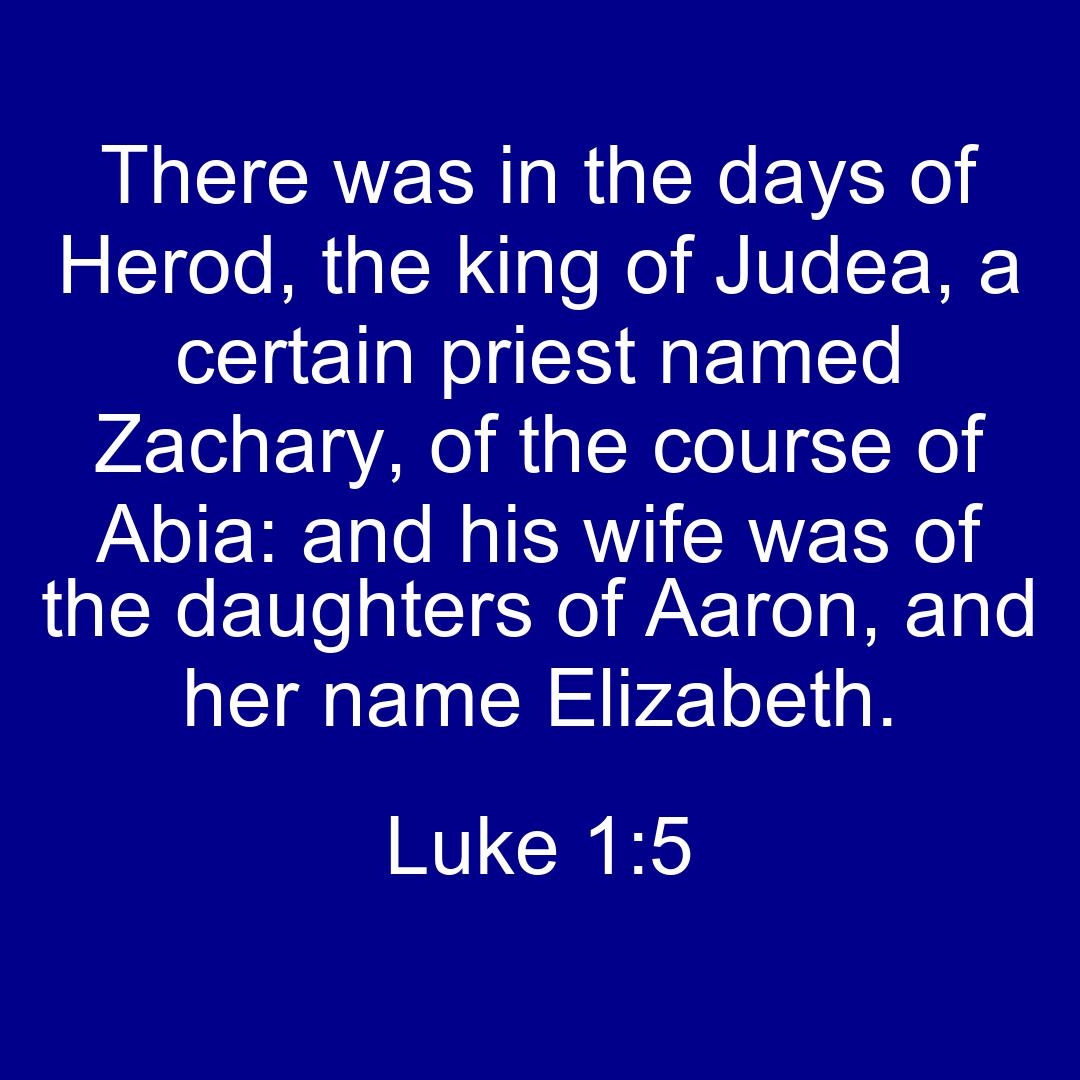 There was in the days of
Herod, the king of Judea, a
certain priest named
Zachary, of the course of
Abia: and his wife was of
the daughters of Aaron, and
her name Elizabeth.
Luke 1:5